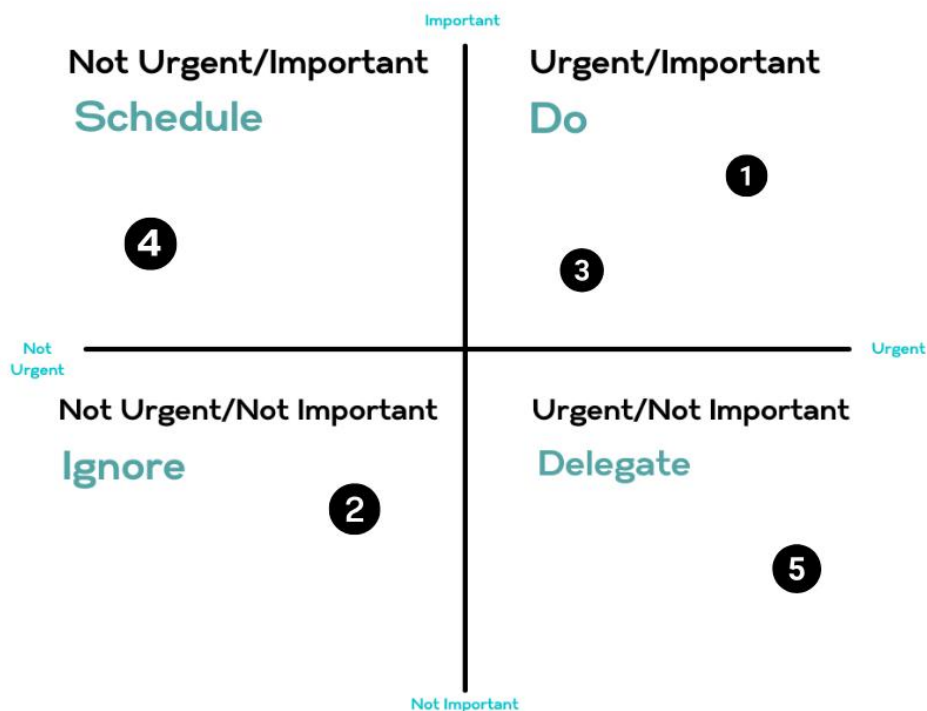 Important
Not Urgent/Important
Urgent/Important
Schedule
Do
1
4
3
Not
Urgent
Urgent
Not Urgent/Not Important
Urgent/Not Important
Ignore
Delegate
2
5
Not Important